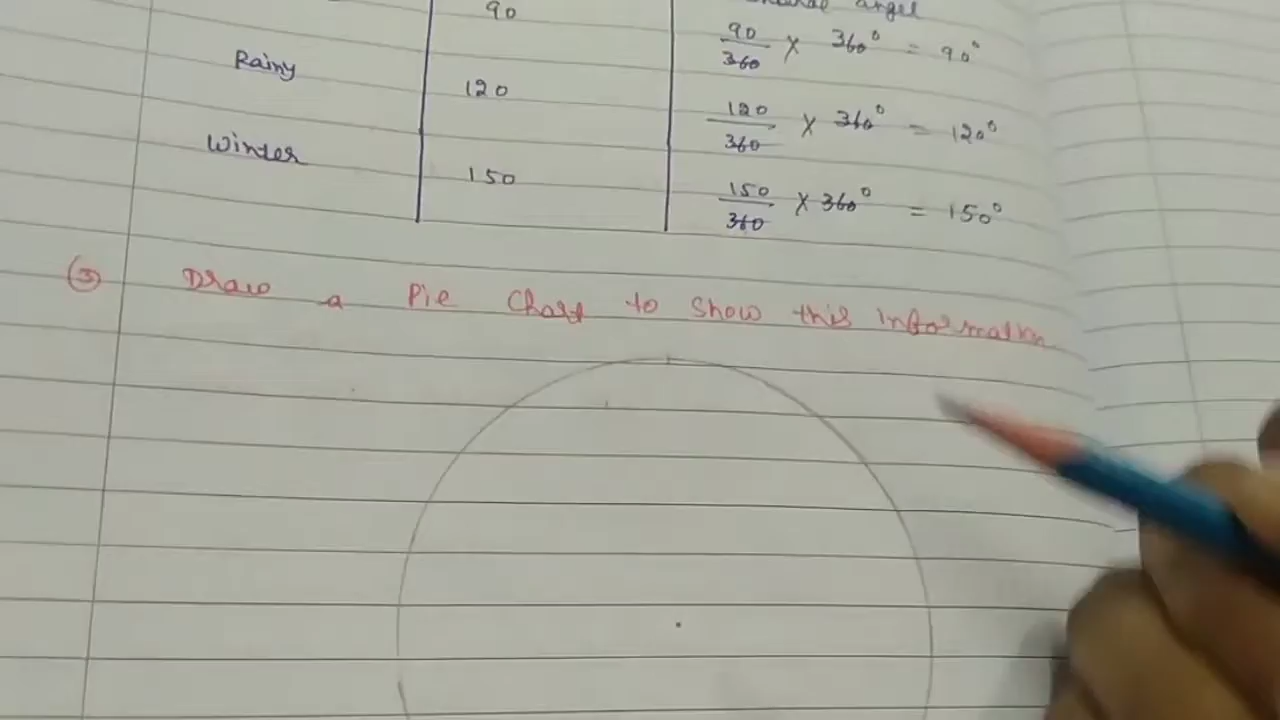 angel
90
90/360 × 360° = 90°
Rainy
120
120/360 × 360° = 120°
Winter
150
150/360 × 360° = 150°
(3) Draw a Pie Chart to show this Information